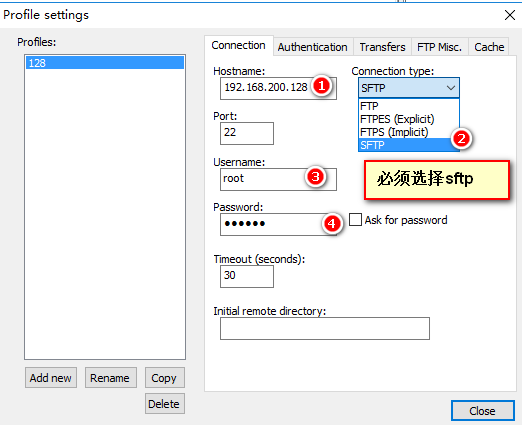 Profile settings
Profiles:
128
Add new
Rename
Copy
Delete
Connection
Authentication
Transfers
FTP Misc.
Cache
Hostname:
192.168.200.128
1
Connection type:
SFTP
FTP
FTPES (Explicit)
FTPS (Implicit)
SFTP
2
Port:
22
必须选择sftp
Username:
root
3
Password:
●●●●●●
4
Ask for password
Timeout (seconds):
30
Initial remote directory:
Close